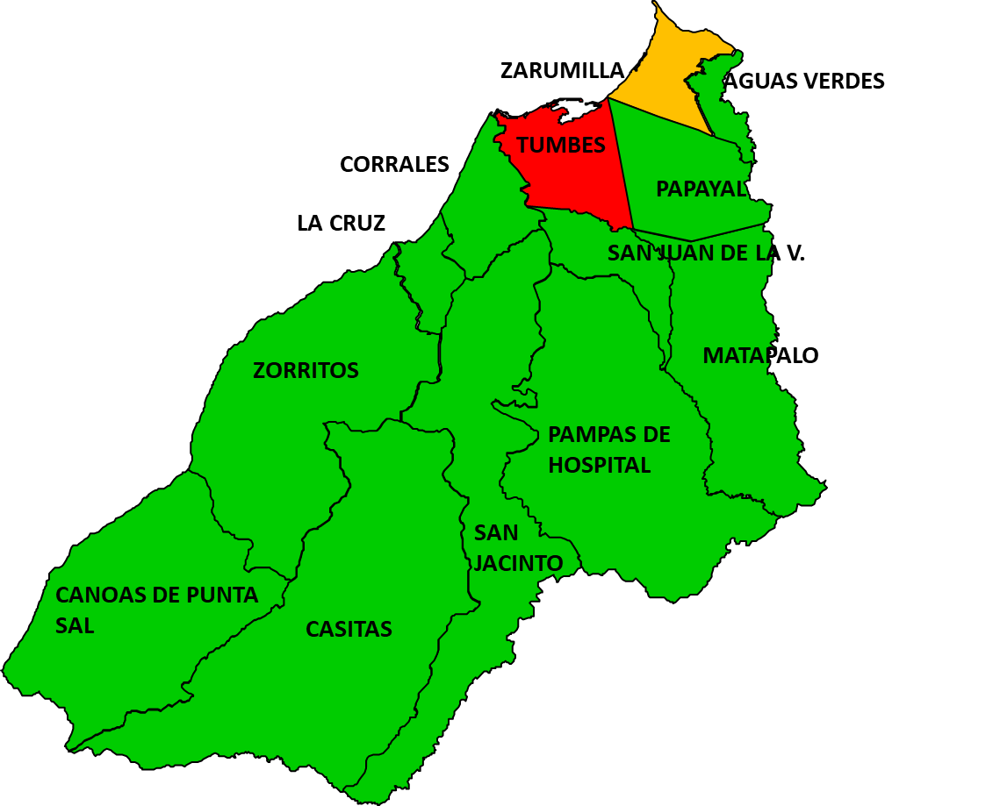 ZARUMILLA
AGUAS VERDES
TUMBES
CORRALES
PAPAYAL
LA CRUZ
SAN JUAN DE LA V.
MATAPALO
ZORRITOS
PAMPAS DE
HOSPITAL
SAN
JACINTO
CANOAS DE PUNTA
SAL
CASITAS